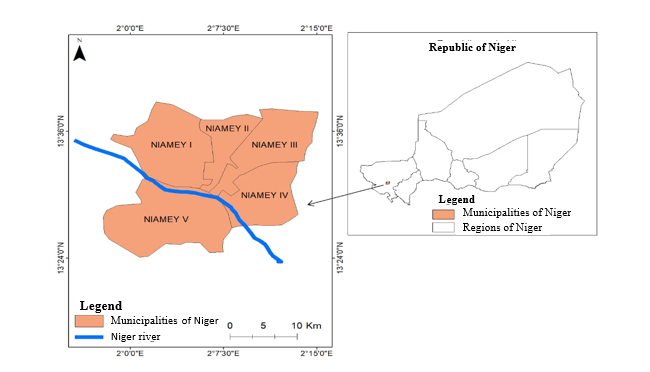 2°0'0"E 2°7'30"E 2°15'0"E
N
Republic of Niger
13°36'0"N
13°36'0"N
NIAMEY I
NIAMEY II
NIAMEY III
NIAMEY IV
NIAMEY V
13°24'0"N
13°24'0"N
Legend
Municipalities of Niger
Regions of Niger
Legend
Municipalities of Niger
Niger river
0 5 10 Km
2°0'0"E 2°7'30"E 2°15'0"E